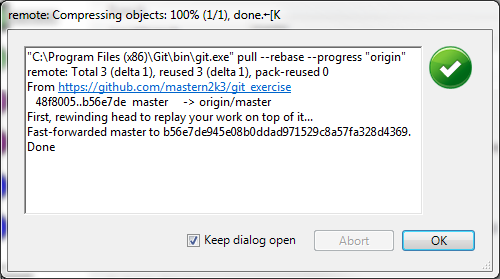 remote: Compressing objects: 100% (1/1), done.←[K
"C:\Program Files (x86)\Git\bin\git.exe" pull --rebase --progress "origin"
remote: Total 3 (delta 1), reused 3 (delta 1), pack-reused 0
From https://github.com/mastern2k3/git_exercise
48f8005..b56e7de  master     -> origin/master
First, rewinding head to replay your work on top of it...
Fast-forwarded master to b56e7de945e08b0ddad971529c8a57fa328d4369.
Done
Keep dialog open
Abort
OK